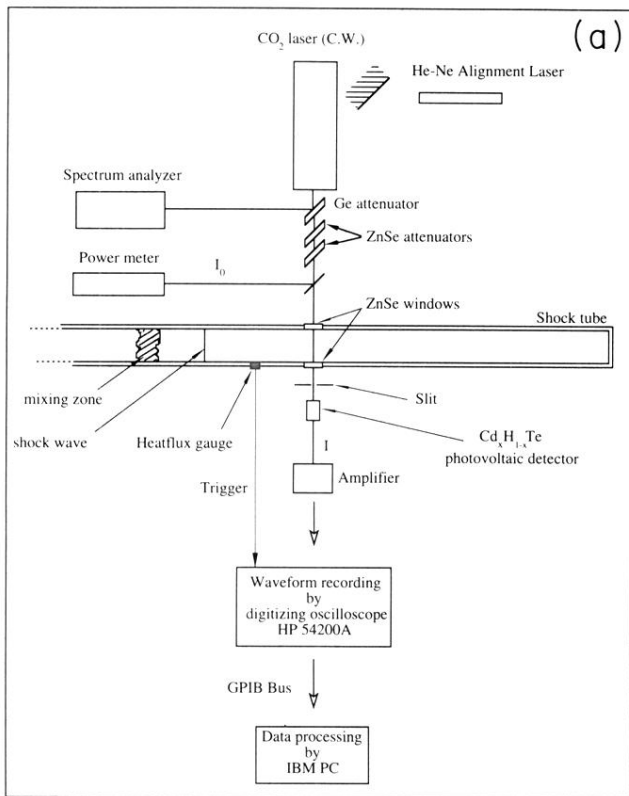 (a)
CO₂ laser (C.W.)
He-Ne Alignment Laser
Spectrum analyzer
Ge attenuator
ZnSe attenuators
Power meter
I₀
ZnSe windows
Shock tube
mixing zone
shock wave
Heatflux gauge
Slit
CdₓH₁₋ₓTe
photovoltaic detector
I
Amplifier
Trigger
Waveform recording
by
digitizing oscilloscope
HP 54200A
GPIB Bus
Data processing
by
IBM PC